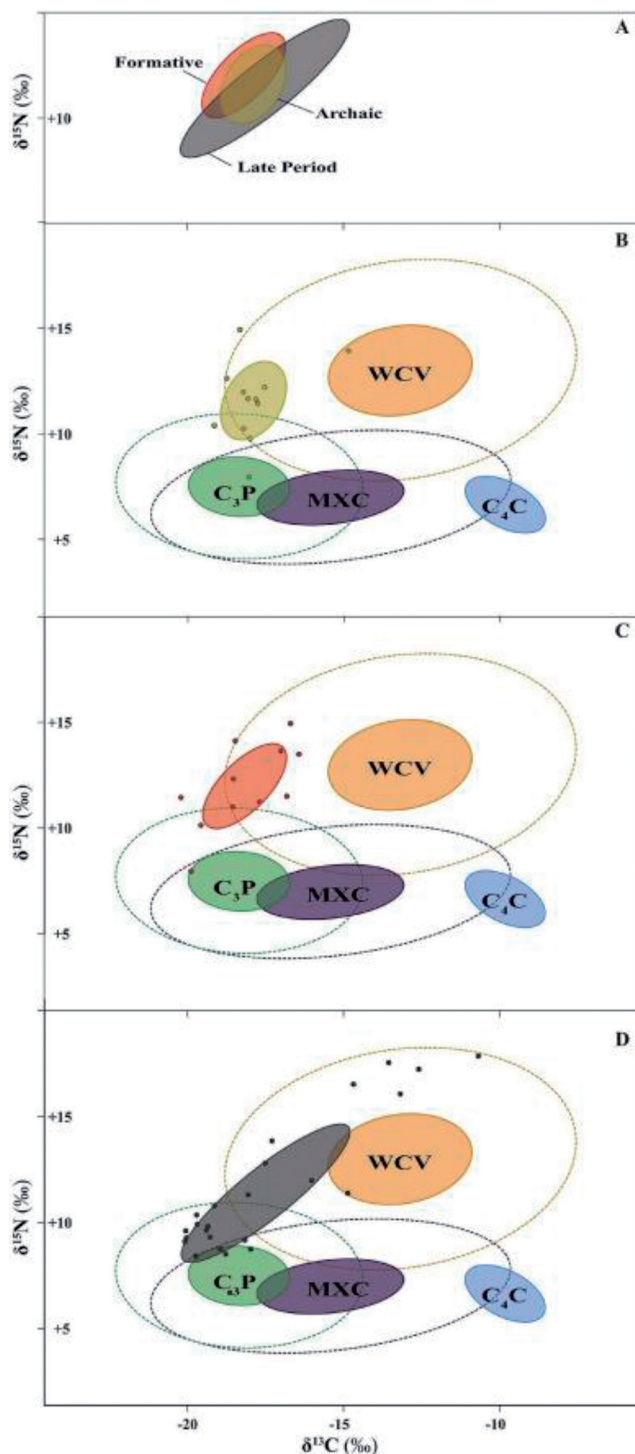 A
Formative
Archaic
Late Period
δ¹⁵N (‰)
+10
B
δ¹⁵N (‰)
+15
+10
+5
WCV
C₃P
MXC
C₄C
C
δ¹⁵N (‰)
+15
+10
+5
WCV
C₃P
MXC
C₄C
D
δ¹⁵N (‰)
+15
+10
+5
WCV
C₃P
MXC
C₄C
-20
-15
-10
δ¹³C (‰)